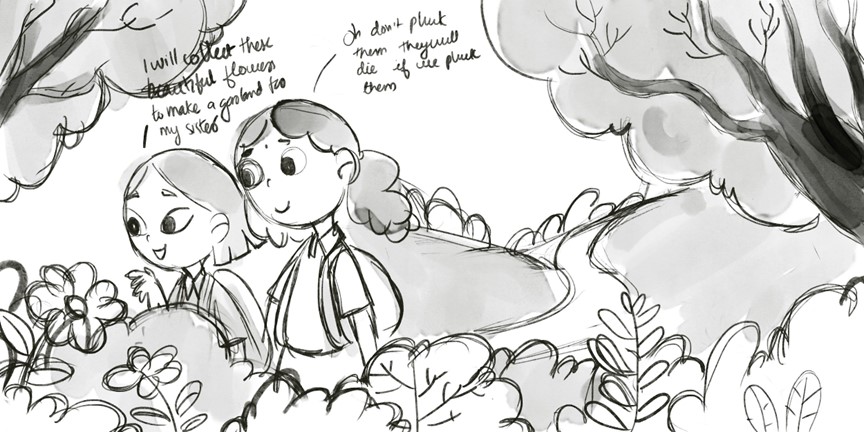 I will collect these
beautiful flowers
to make a garland too
my sister
Oh don't pluck
them they will
die if we pluck
them